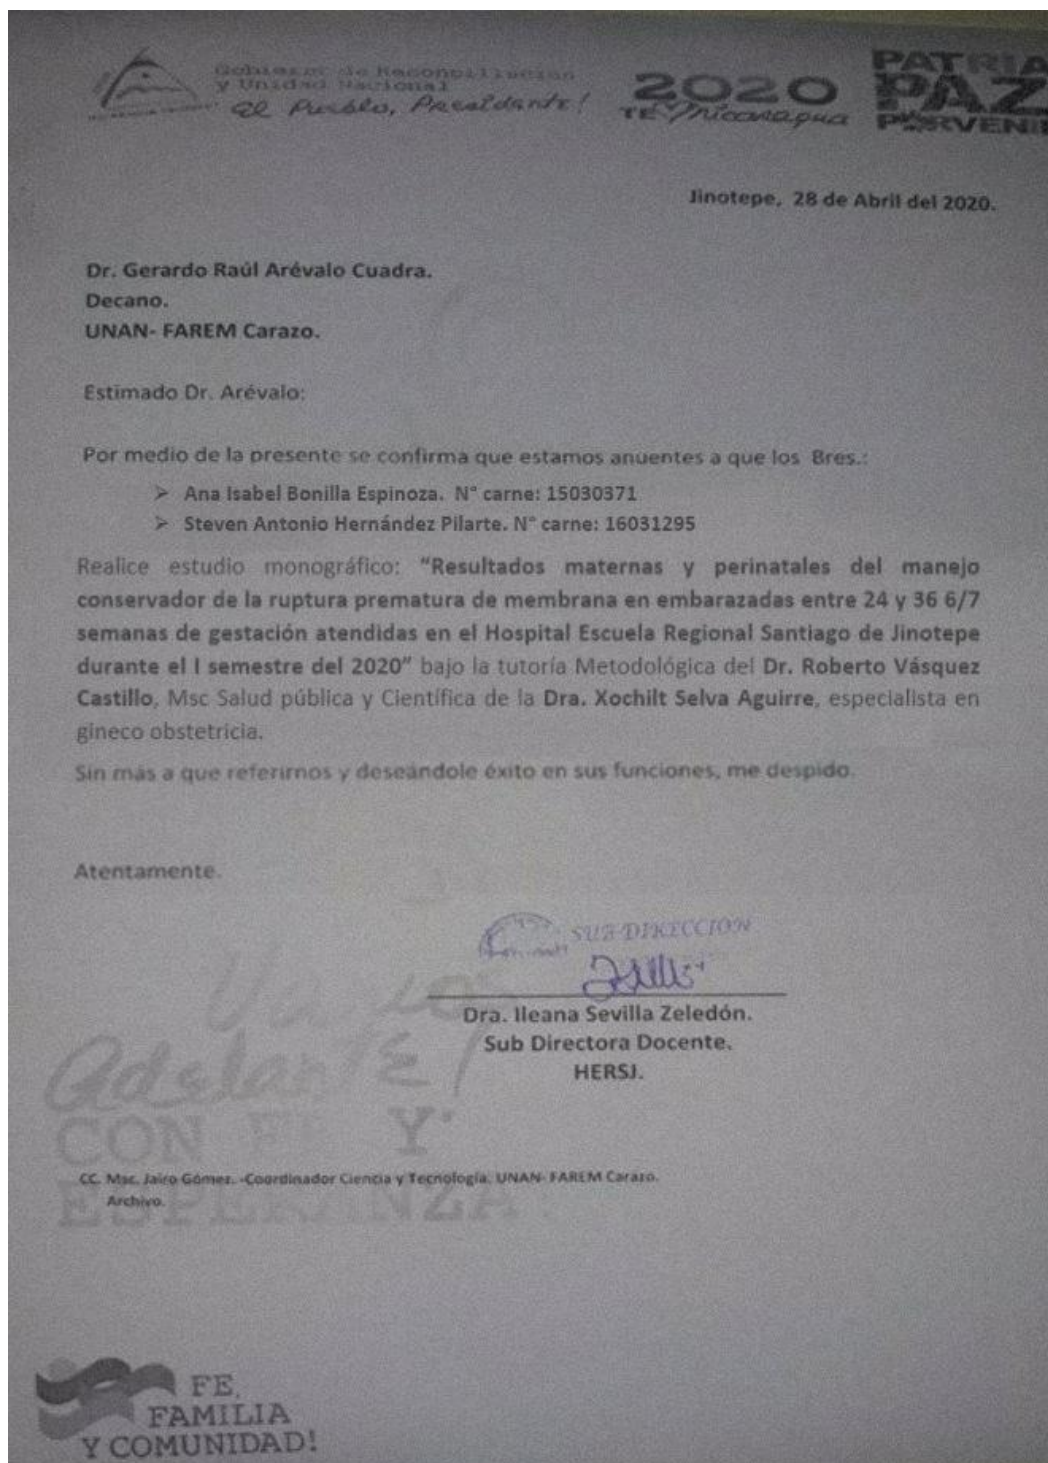 Gobierno de Reconciliación
y Unidad Nacional
El Pueblo, Presidente!
2020
TE Nicaragua
PATRIA
PAZ
PORVENI
Jinotepe, 28 de Abril del 2020.
Dr. Gerardo Raúl Arévalo Cuadra.
Decano.
UNAN- FAREM Carazo.
Estimado Dr. Arévalo:
Por medio de la presente se confirma que estamos anuentes a que los Bres.:
➢ Ana Isabel Bonilla Espinoza. N° carne: 15030371
➢ Steven Antonio Hernández Pilarte. N° carne: 16031295
Realice estudio monográfico: “Resultados maternas y perinatales del manejo
conservador de la ruptura prematura de membrana en embarazadas entre 24 y 36 6/7
semanas de gestación atendidas en el Hospital Escuela Regional Santiago de Jinotepe
durante el I semestre del 2020” bajo la tutoría Metodológica del Dr. Roberto Vásquez
Castillo, Msc Salud pública y Científica de la Dra. Xochilt Selva Aguirre, especialista en
gineco obstetricia.
Sin más a que referirnos y deseándole éxito en sus funciones, me despido.
Atentamente.
SUB DIRECCION
Dra. Ileana Sevilla Zeledón.
Sub Directora Docente.
HERSJ.
Adelante!
CON FE Y
ESPERANZA
CC. Msc. Jairo Gómez. -Coordinador Ciencia y Tecnología. UNAN- FAREM Carazo.
Archivo.
FE,
FAMILIA
Y COMUNIDAD!